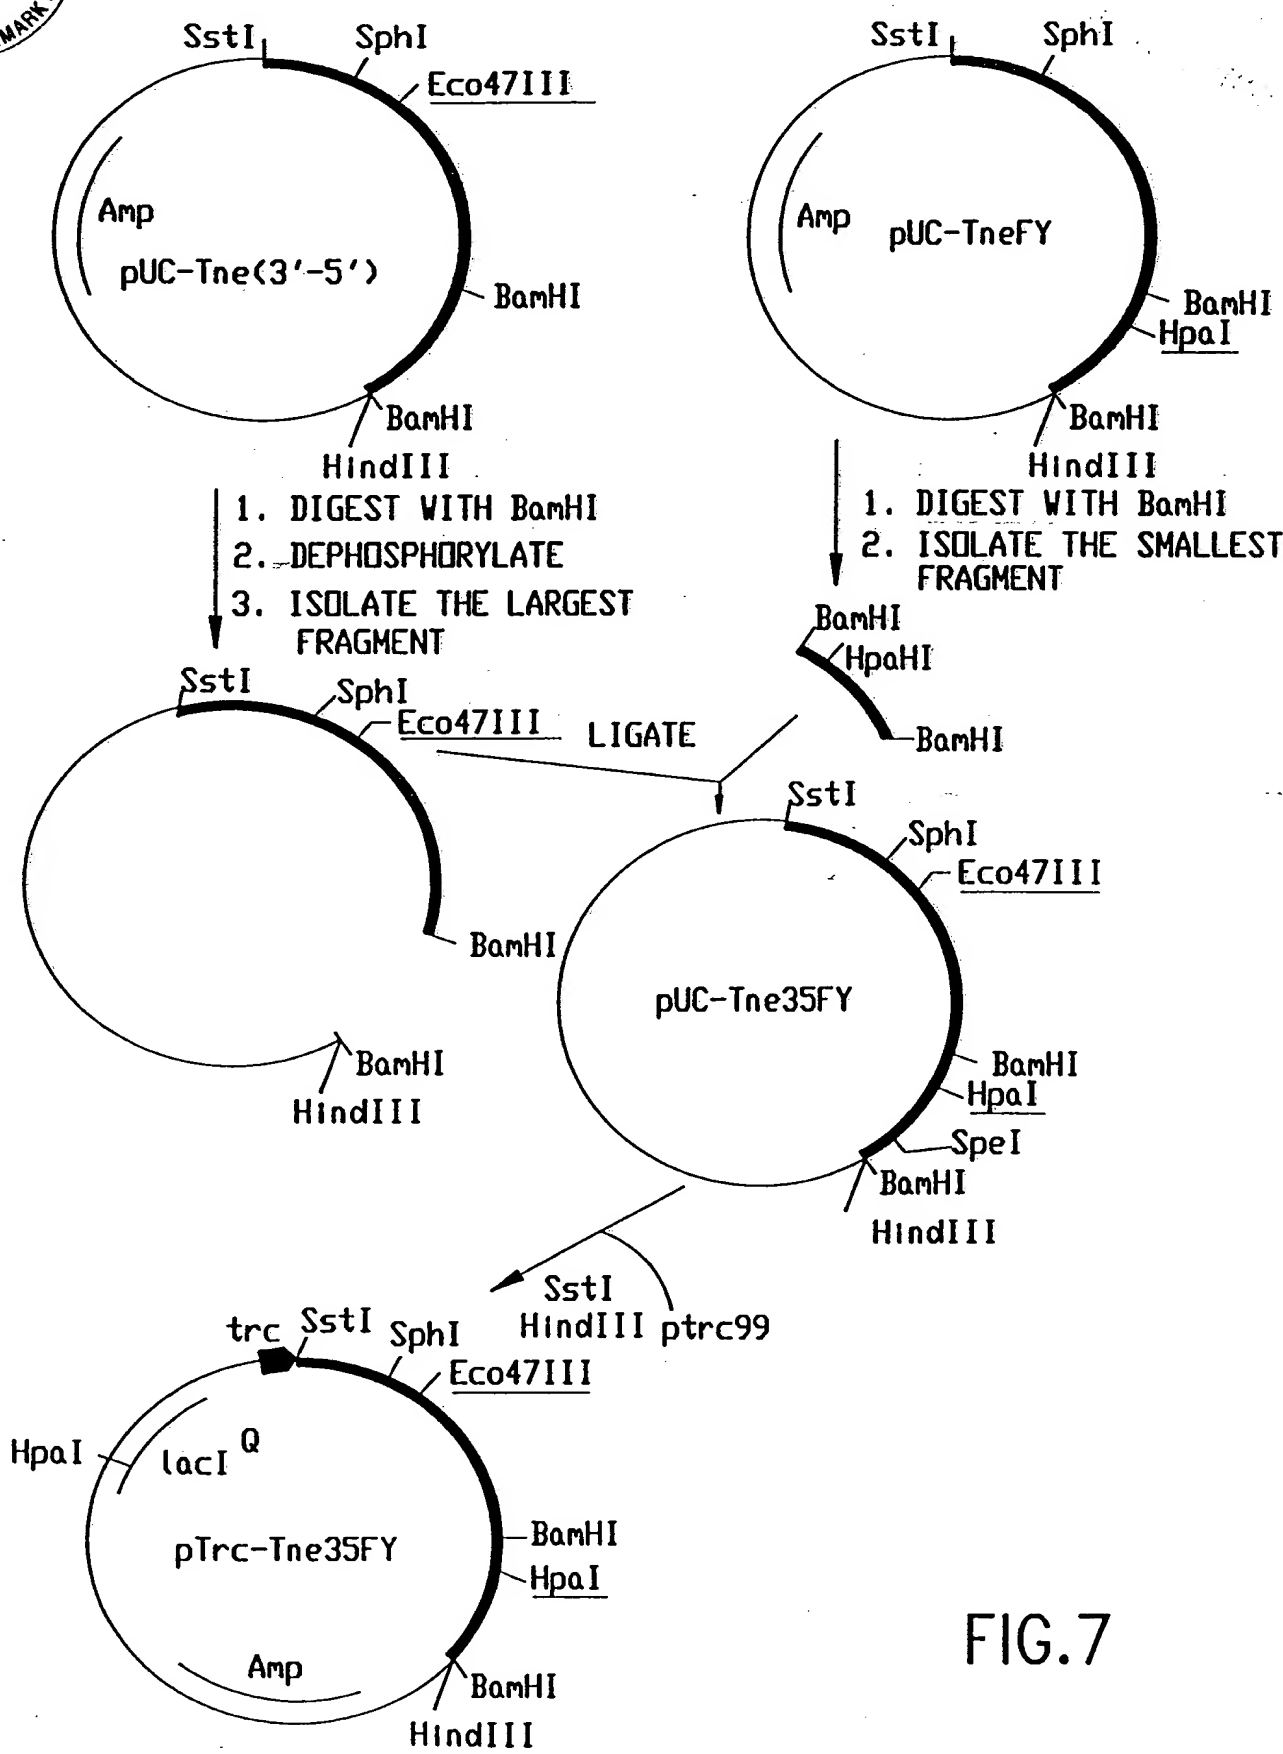 MARK
SstI
SphI
Eco47III
Amp
pUC-Tne(3'-5')
BamHI
BamHI
HindIII
SstI
SphI
Amp
pUC-TneFY
BamHI
HpaI
BamHI
HindIII
1. DIGEST WITH BamHI
2. DEPHOSPHORYLATE
3. ISOLATE THE LARGEST
FRAGMENT
1. DIGEST WITH BamHI
2. ISOLATE THE SMALLEST
FRAGMENT
BamHI
HpaHI
BamHI
SstI
SphI
Eco47III
LIGATE
BamHI
BamHI
HindIII
SstI
SphI
Eco47III
pUC-Tne35FY
BamHI
HpaI
SpeI
BamHI
HindIII
SstI
HindIII ptrc99
trc
SstI
SphI
Eco47III
HpaI
lacI Q
pTrc-Tne35FY
BamHI
HpaI
Amp
BamHI
HindIII
FIG.7